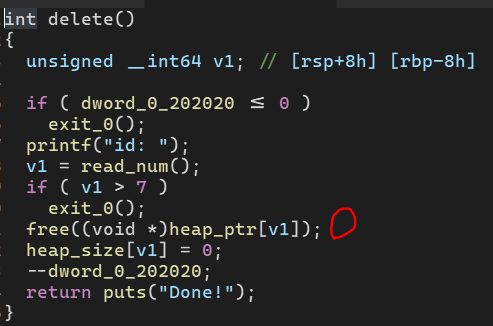 int delete()
{
unsigned __int64 v1; // [rsp+8h] [rbp-8h]
if ( dword_0_202020 ≤ 0 )
exit_0();
printf("id: ");
v1 = read_num();
if ( v1 > 7 )
exit_0();
free((void *)heap_ptr[v1]);
heap_size[v1] = 0;
--dword_0_202020;
return puts("Done!");
}